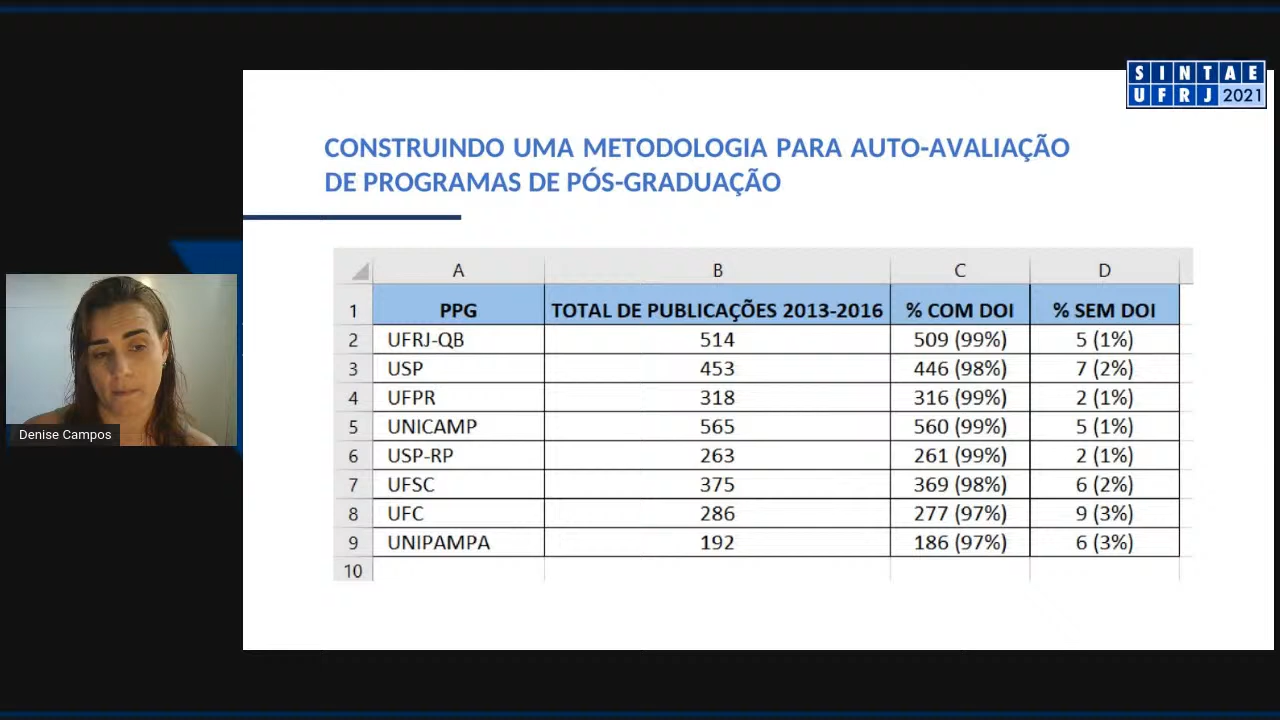 SINTAE
UFRJ 2021
CONSTRUINDO UMA METODOLOGIA PARA AUTO-AVALIAÇÃO
DE PROGRAMAS DE PÓS-GRADUAÇÃO
A B C D
1 PPG TOTAL DE PUBLICAÇÕES 2013-2016 % COM DOI % SEM DOI
2 UFRJ-QB 514 509 (99%) 5 (1%)
3 USP 453 446 (98%) 7 (2%)
4 UFPR 318 316 (99%) 2 (1%)
5 UNICAMP 565 560 (99%) 5 (1%)
6 USP-RP 263 261 (99%) 2 (1%)
7 UFSC 375 369 (98%) 6 (2%)
8 UFC 286 277 (97%) 9 (3%)
9 UNIPAMPA 192 186 (97%) 6 (3%)
10
Denise Campos